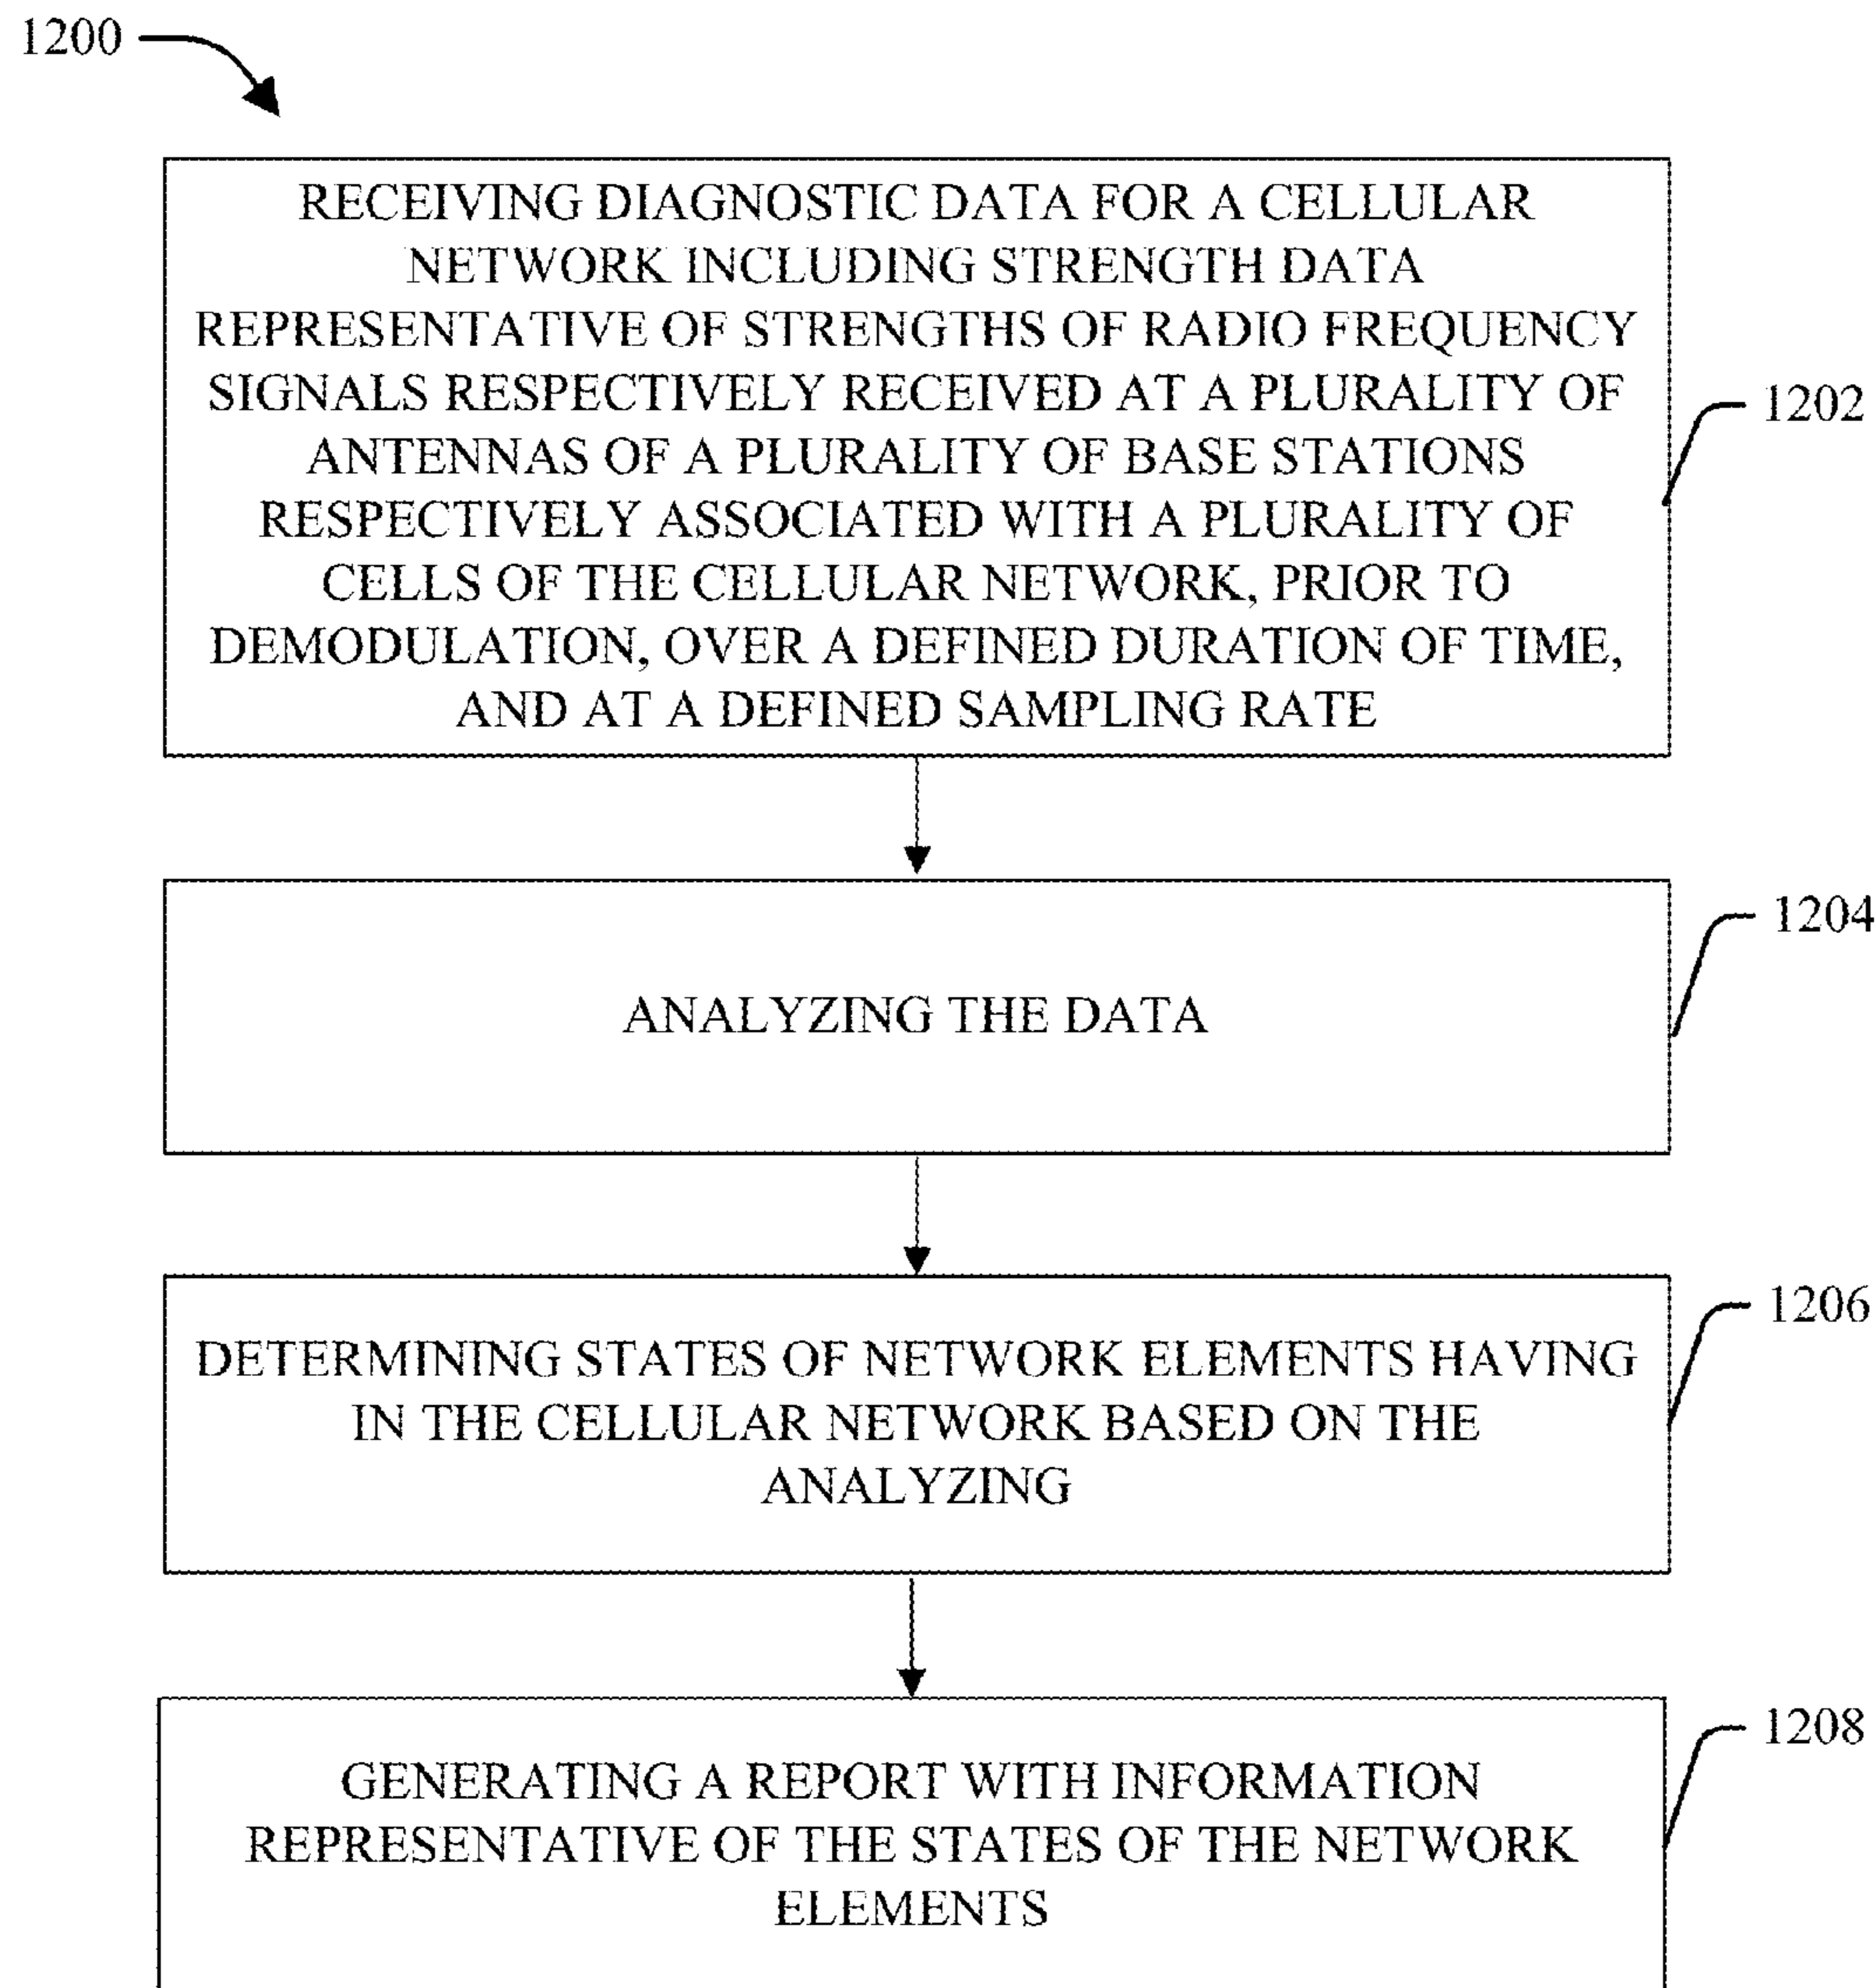 1200
RECEIVING DIAGNOSTIC DATA FOR A CELLULAR
NETWORK INCLUDING STRENGTH DATA
REPRESENTATIVE OF STRENGTHS OF RADIO FREQUENCY
SIGNALS RESPECTIVELY RECEIVED AT A PLURALITY OF
ANTENNAS OF A PLURALITY OF BASE STATIONS
RESPECTIVELY ASSOCIATED WITH A PLURALITY OF
CELLS OF THE CELLULAR NETWORK, PRIOR TO
DEMODULATION, OVER A DEFINED DURATION OF TIME,
AND AT A DEFINED SAMPLING RATE
1202
ANALYZING THE DATA
1204
DETERMINING STATES OF NETWORK ELEMENTS HAVING
IN THE CELLULAR NETWORK BASED ON THE
ANALYZING
1206
GENERATING A REPORT WITH INFORMATION
REPRESENTATIVE OF THE STATES OF THE NETWORK
ELEMENTS
1208